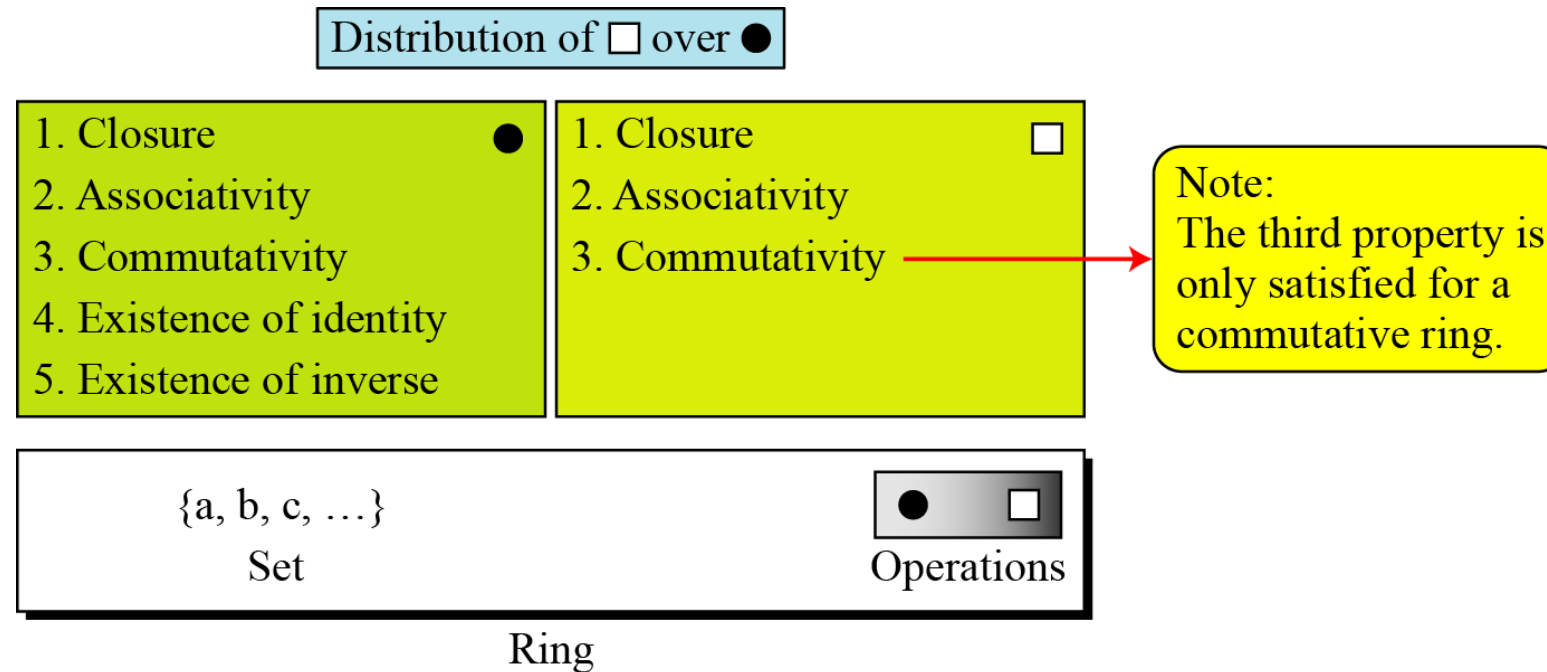 Distribution of □ over ●
1. Closure ●
2. Associativity
3. Commutativity
4. Existence of identity
5. Existence of inverse
1. Closure □
2. Associativity
3. Commutativity
Note:
The third property is
only satisfied for a
commutative ring.
{a, b, c, …}
Set
● □
Operations
Ring